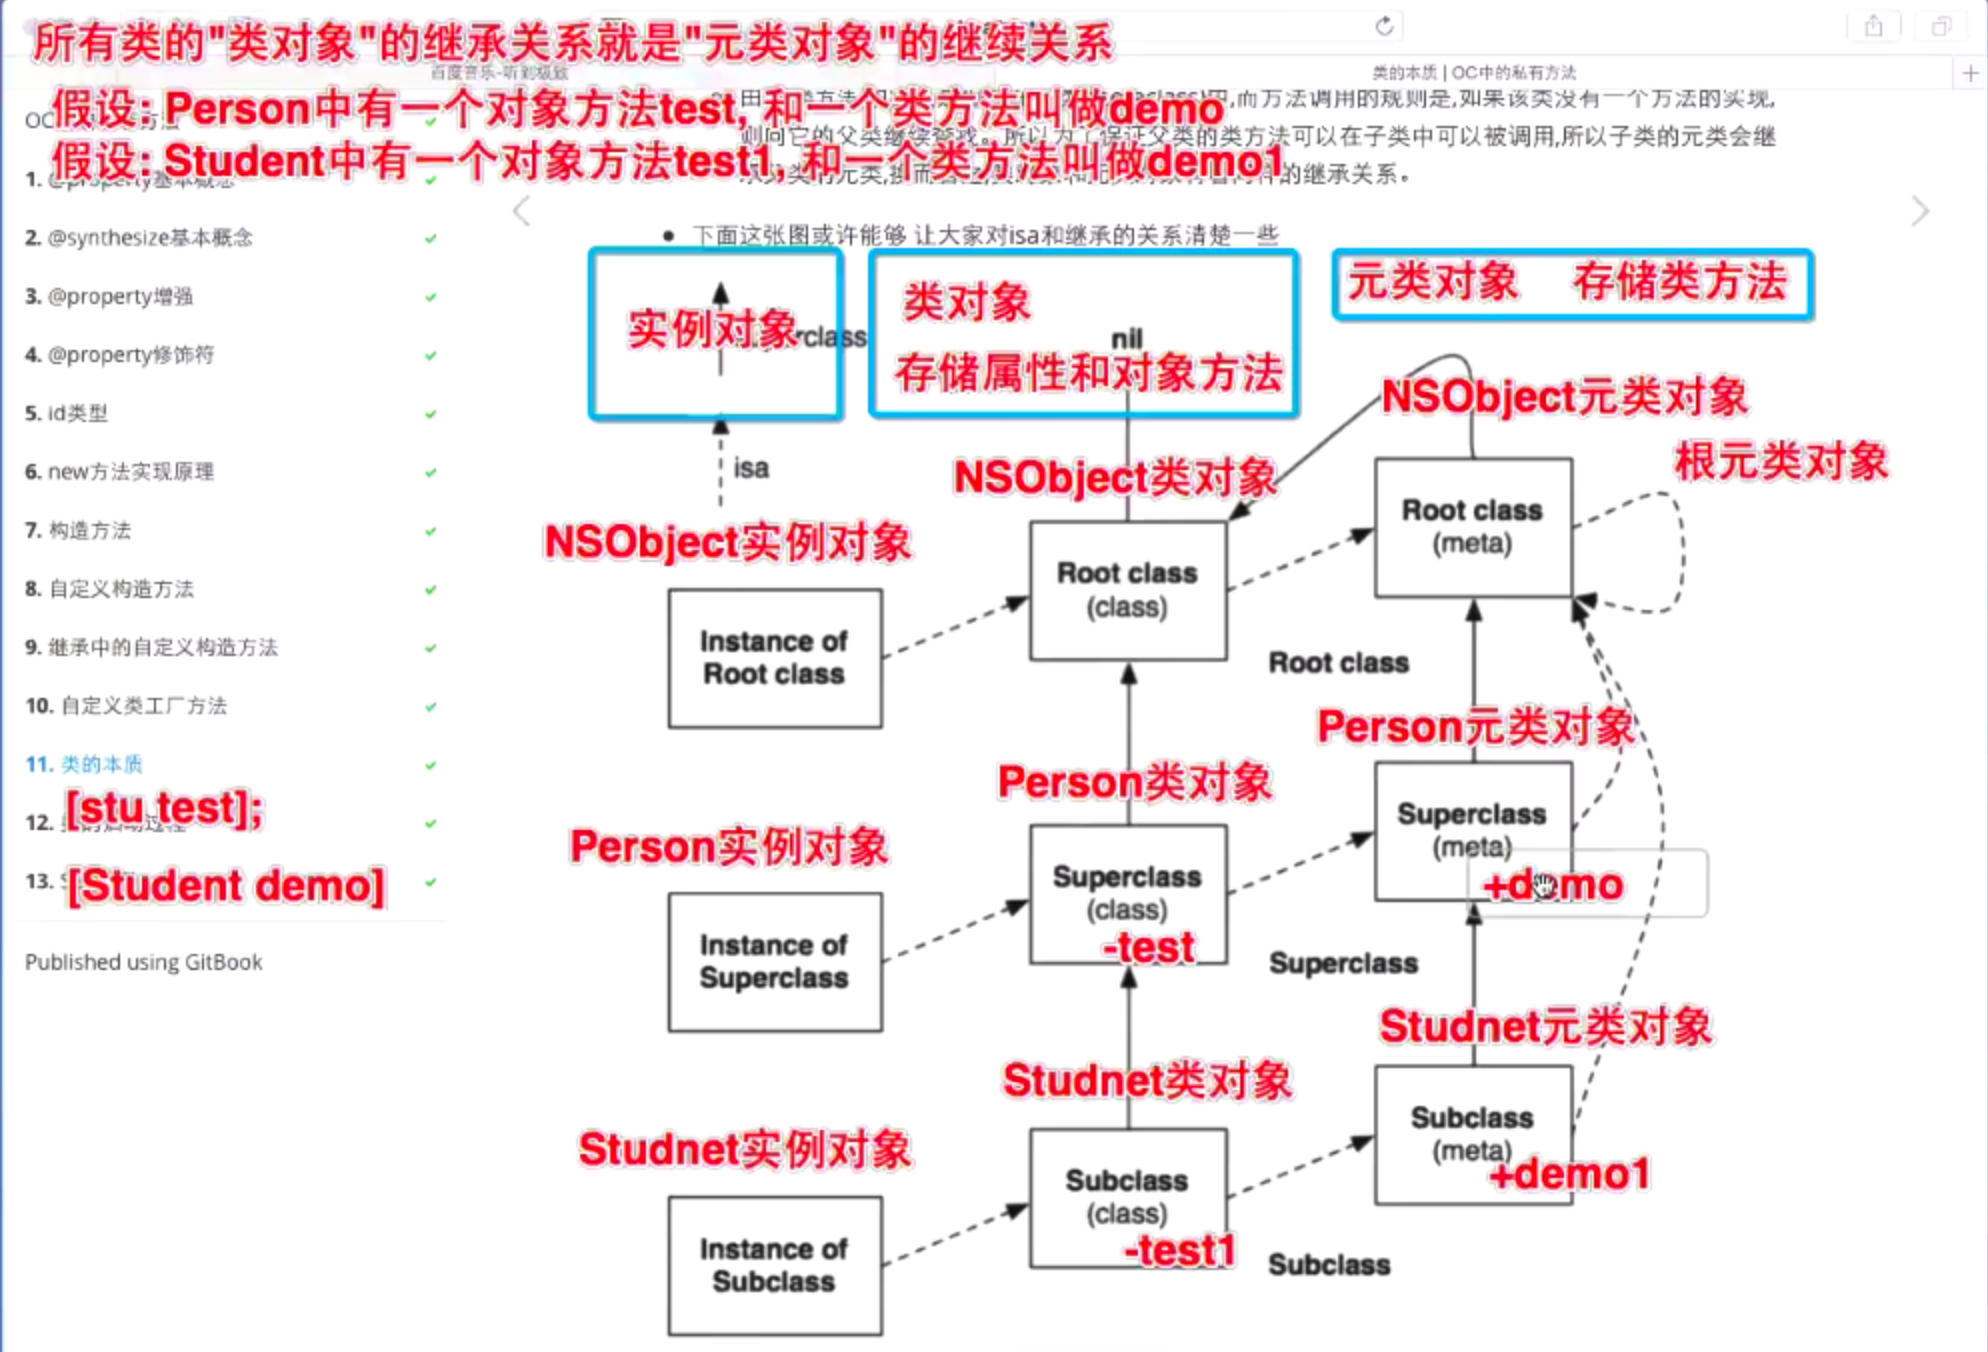 所有类的"类对象"的继承关系就是"元类对象"的继续关系
百度音乐-听到极致
类的本质 | OC中的私有方法
假设: Person中有一个对象方法test, 和一个类方法叫做demo
,而方法调用的规则是,如果该类没有一个方法的实现,
则向它的父类继续查找。所以为了保证父类的类方法可以在子类中可以被调用,所以子类的元类会继
假设: Student中有一个对象方法test1, 和一个类方法叫做demo1
的继承关系。
下面这张图或许能够 让大家对isa和继承的关系清楚一些
1. @property基本概念
2. @synthesize基本概念
3. @property增强
4. @property修饰符
5. id类型
6. new方法实现原理
7. 构造方法
8. 自定义构造方法
9. 继承中的自定义构造方法
10. 自定义类工厂方法
11. 类的本质
12.
[stu test];
13.
[Student demo]
Published using GitBook
实例对象
类对象
nil
存储属性和对象方法
元类对象 存储类方法
isa
NSObject实例对象
NSObject类对象
NSObject元类对象
根元类对象
Instance of
Root class
Root class
(class)
Root class
(meta)
Root class
Person实例对象
Person类对象
Person元类对象
Instance of
Superclass
Superclass
(class)
-test
Superclass
(meta)
+demo
Superclass
Studnet实例对象
Studnet类对象
Studnet元类对象
Instance of
Subclass
Subclass
(class)
-test1
Subclass
(meta)
+demo1
Subclass